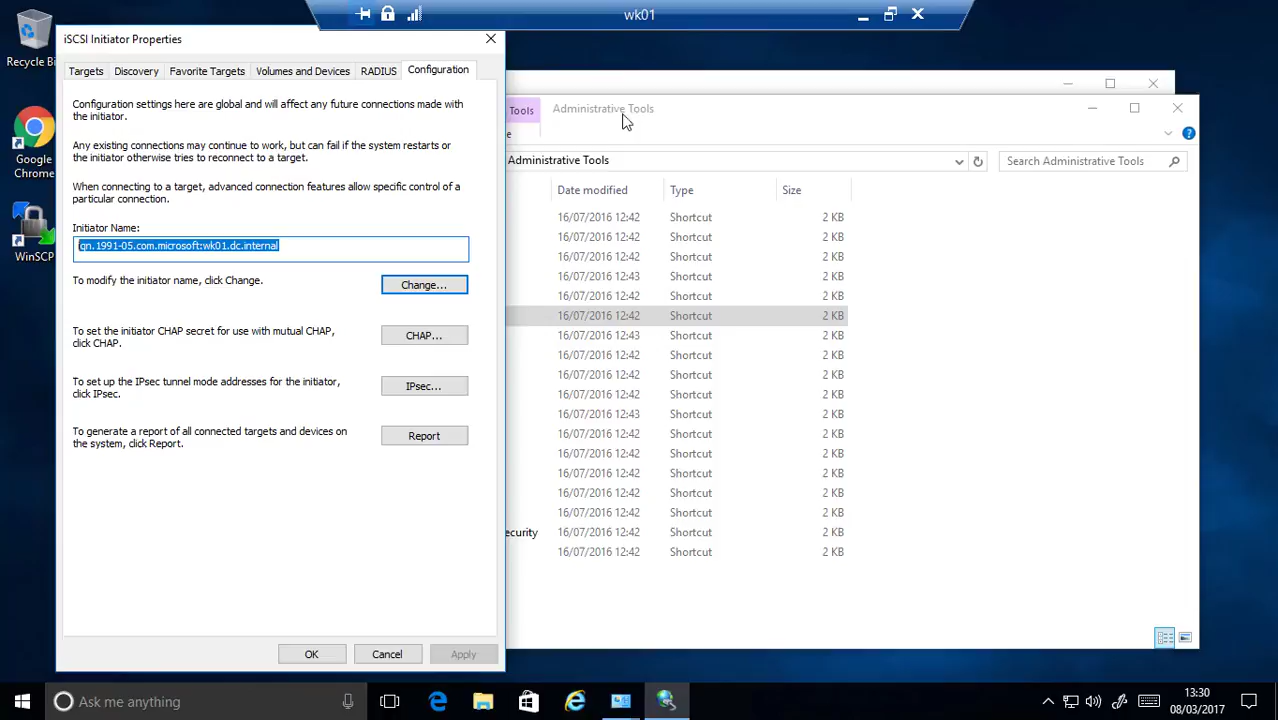 wk01
Recycle Bi
Google
Chrome
WinSCP
iSCSI Initiator Properties
Targets
Discovery
Favorite Targets
Volumes and Devices
RADIUS
Configuration
Configuration settings here are global and will affect any future connections made with
the initiator.
Any existing connections may continue to work, but can fail if the system restarts or
the initiator otherwise tries to reconnect to a target.
When connecting to a target, advanced connection features allow specific control of a
particular connection.
Initiator Name:
iqn.1991-05.com.microsoft:wk01.dc.internal
To modify the initiator name, click Change.
Change...
To set the initiator CHAP secret for use with mutual CHAP,
click CHAP.
CHAP...
To set up the IPsec tunnel mode addresses for the initiator,
click IPsec.
IPsec...
To generate a report of all connected targets and devices on
the system, click Report.
Report
OK
Cancel
Apply
Tools
Administrative Tools
Administrative Tools
Search Administrative Tools
Date modified
Type
Size
16/07/2016 12:42 Shortcut 2 KB
16/07/2016 12:42 Shortcut 2 KB
16/07/2016 12:42 Shortcut 2 KB
16/07/2016 12:43 Shortcut 2 KB
16/07/2016 12:42 Shortcut 2 KB
16/07/2016 12:42 Shortcut 2 KB
16/07/2016 12:43 Shortcut 2 KB
16/07/2016 12:42 Shortcut 2 KB
16/07/2016 12:42 Shortcut 2 KB
16/07/2016 12:42 Shortcut 2 KB
16/07/2016 12:43 Shortcut 2 KB
16/07/2016 12:42 Shortcut 2 KB
16/07/2016 12:42 Shortcut 2 KB
16/07/2016 12:42 Shortcut 2 KB
16/07/2016 12:42 Shortcut 2 KB
16/07/2016 12:42 Shortcut 2 KB
ecurity 16/07/2016 12:42 Shortcut 2 KB
16/07/2016 12:42 Shortcut 2 KB
Ask me anything
13:30
08/03/2017